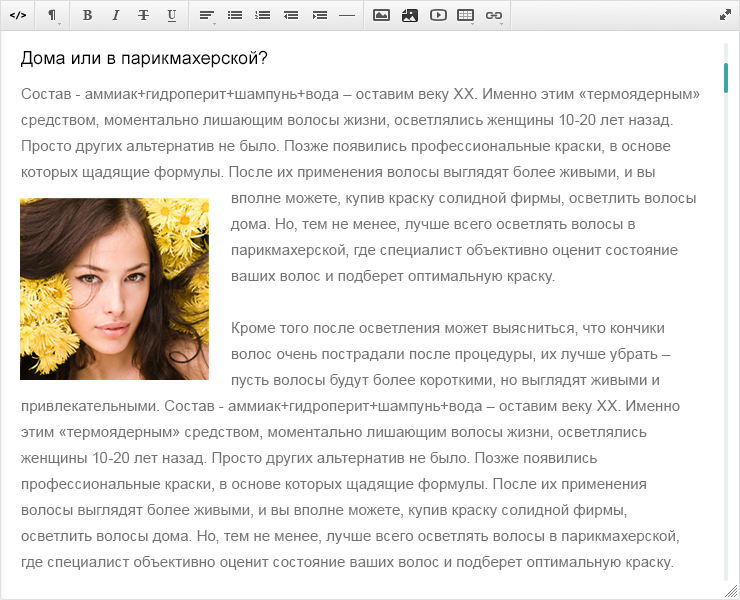 Дома или в парикмахерской?
Состав - аммиак+гидроперит+шампунь+вода – оставим веку XX. Именно этим «термоядерным»
средством, моментально лишающим волосы жизни, осветлялись женщины 10-20 лет назад.
Просто других альтернатив не было. Позже появились профессиональные краски, в основе
которых щадящие формулы. После их применения волосы выглядят более живыми, и вы
вполне можете, купив краску солидной фирмы, осветлить волосы
дома. Но, тем не менее, лучше всего осветлять волосы в
парикмахерской, где специалист объективно оценит состояние
ваших волос и подберет оптимальную краску.
Кроме того после осветления может выясниться, что кончики
волос очень пострадали после процедуры, их лучше убрать –
пусть волосы будут более короткими, но выглядят живыми и
привлекательными. Состав - аммиак+гидроперит+шампунь+вода – оставим веку XX. Именно
этим «термоядерным» средством, моментально лишающим волосы жизни, осветлялись
женщины 10-20 лет назад. Просто других альтернатив не было. Позже появились
профессиональные краски, в основе которых щадящие формулы. После их применения
волосы выглядят более живыми, и вы вполне можете, купив краску солидной фирмы,
осветлить волосы дома. Но, тем не менее, лучше всего осветлять волосы в парикмахерской,
где специалист объективно оценит состояние ваших волос и подберет оптимальную краску.